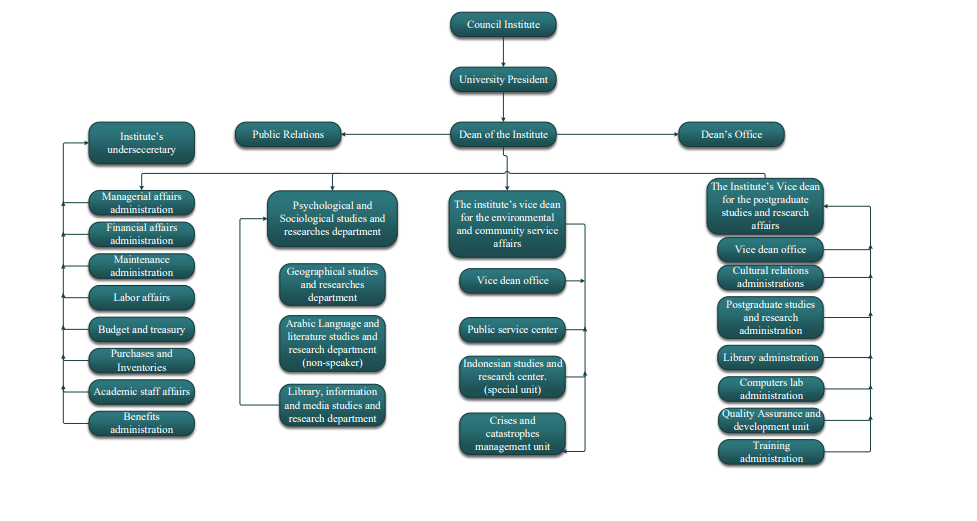 Council Institute
University President
Institute's
underseceretary
Public Relations
Dean of the Institute
Dean's Office
Managerial affairs
administration
Financial affairs
administration
Maintenance
administration
Labor affairs
Budget and treasury
Purchases and
Inventories
Academic staff affairs
Benefits
administration
Psychological and
Sociological studies and
researches department
Geographical studies
and researches
department
Arabic Language and
literature studies and
research department
(non-speaker)
Library, information
and media studies and
research department
The institute's vice dean
for the environmental
and community service
affairs
Vice dean office
Public service center
Indonesian studies and
research center.
(special unit)
Crises and
catastrophes
management unit
The Institute's Vice dean
for the postgraduate
studies and research
affairs
Vice dean office
Cultural relations
administrations
Postgraduate studies
and research
administration
Library adminstration
Computers lab
administration
Quality Assurance and
development unit
Training
administration